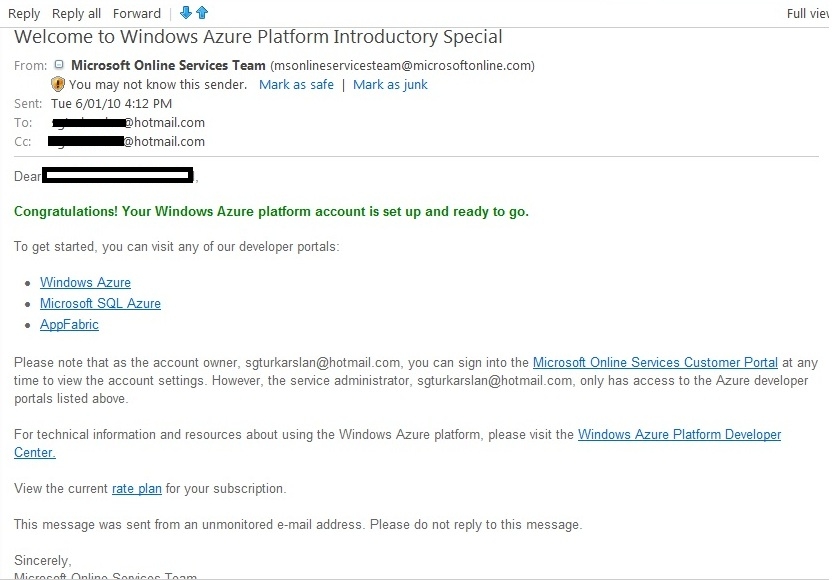 Reply Reply all Forward Full view
Welcome to Windows Azure Platform Introductory Special
From: Microsoft Online Services Team (msonlineservicesteam@microsoftonline.com)
You may not know this sender. Mark as safe | Mark as junk
Sent: Tue 6/01/10 4:12 PM
To: @hotmail.com
Cc: @hotmail.com
Dear ,
Congratulations! Your Windows Azure platform account is set up and ready to go.
To get started, you can visit any of our developer portals:
• Windows Azure
• Microsoft SQL Azure
• AppFabric
Please note that as the account owner, sgturkarslan@hotmail.com, you can sign into the Microsoft Online Services Customer Portal at any
time to view the account settings. However, the service administrator, sgturkarslan@hotmail.com, only has access to the Azure developer
portals listed above.
For technical information and resources about using the Windows Azure platform, please visit the Windows Azure Platform Developer
Center.
View the current rate plan for your subscription.
This message was sent from an unmonitored e-mail address. Please do not reply to this message.
Sincerely,
Microsoft Online Services Team